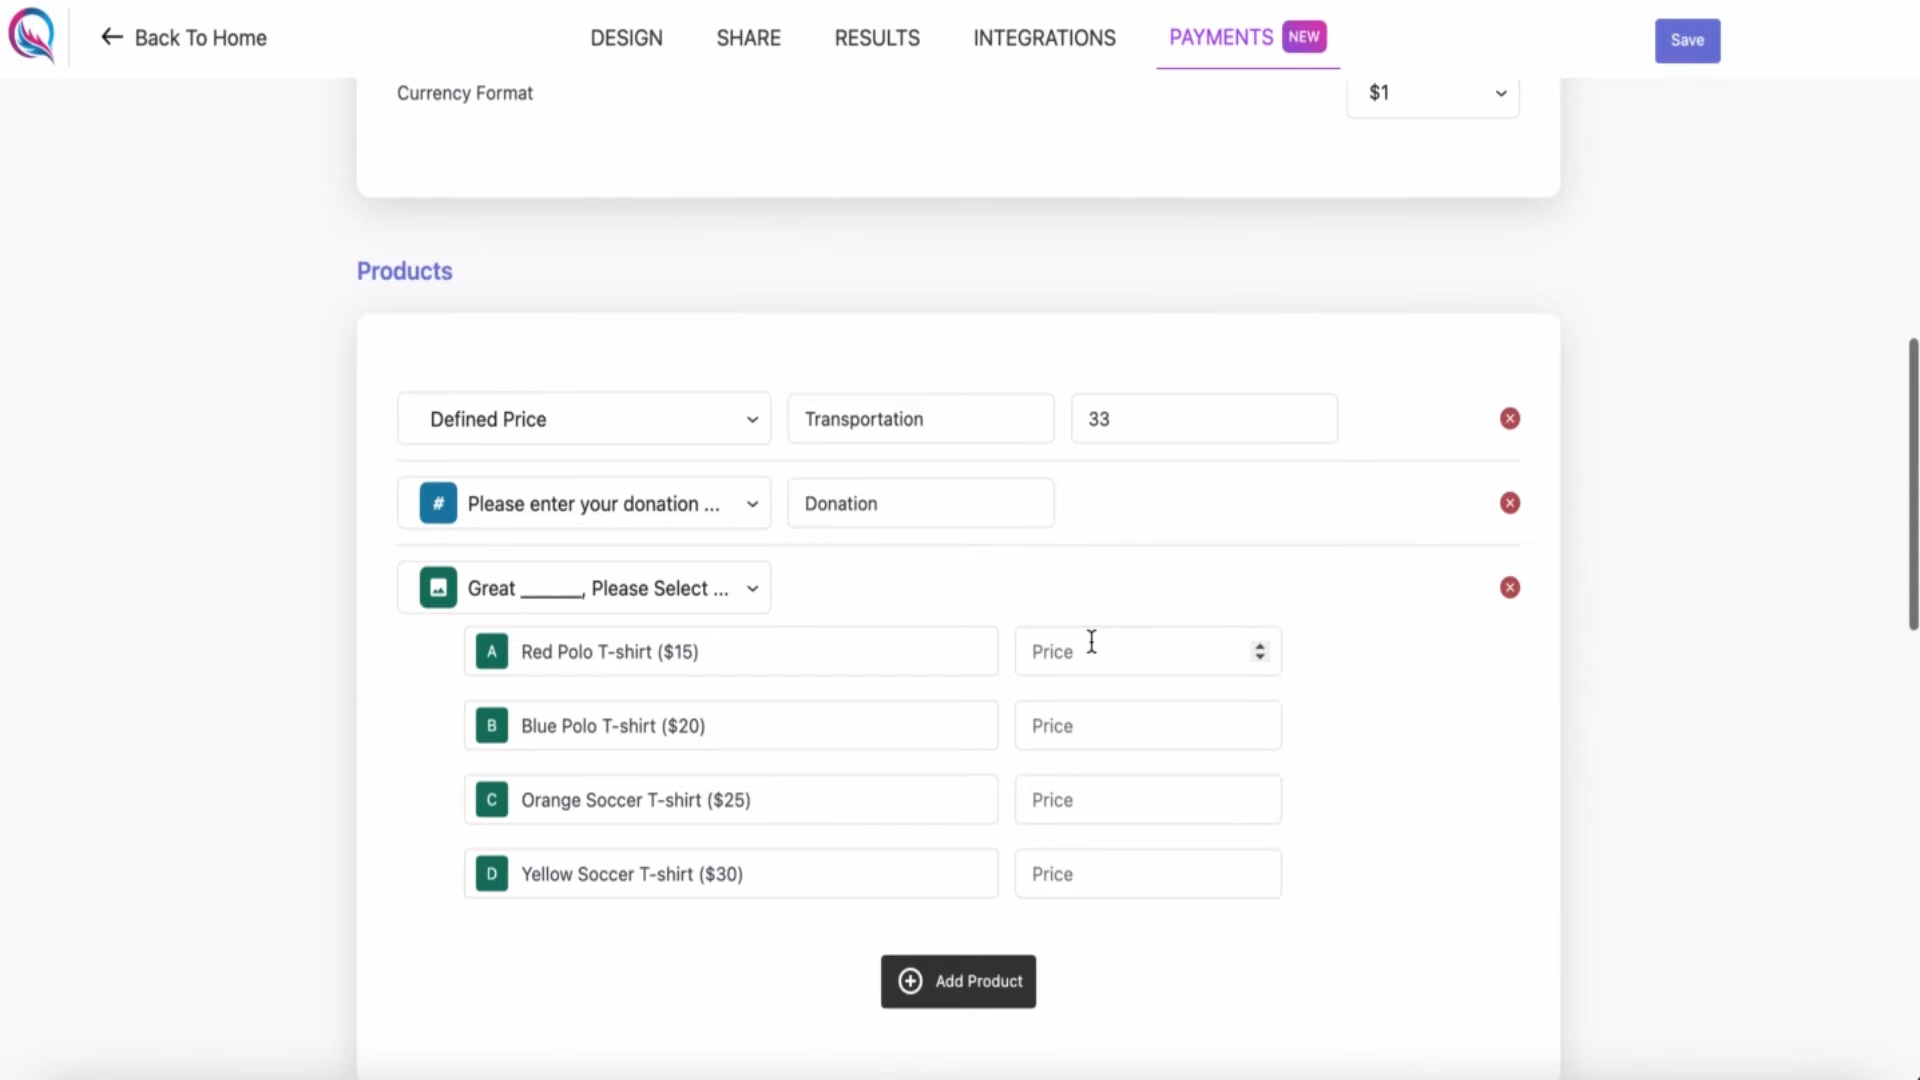 Back To Home
DESIGN
SHARE
RESULTS
INTEGRATIONS
PAYMENTS NEW
Save
Currency Format
$1
Products
Defined Price
Transportation
33
# Please enter your donation ...
Donation
Great ______, Please Select ...
A Red Polo T-shirt ($15)
Price
B Blue Polo T-shirt ($20)
Price
C Orange Soccer T-shirt ($25)
Price
D Yellow Soccer T-shirt ($30)
Price
Add Product